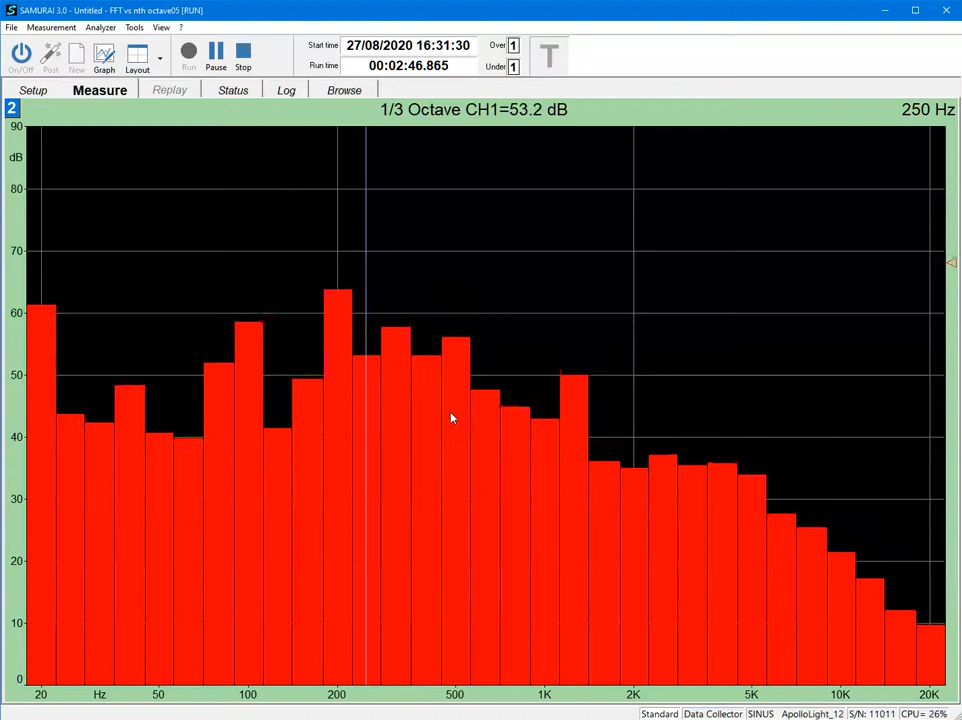 SAMURAI 3.0 - Untitled - FFT vs nth octave05 [RUN]
File Measurement Analyzer Tools View ?
On/Off Port New Graph Layout Run Pause Stop
Start time 27/08/2020 16:31:30 Over 1
Run time 00:02:46.865 Under 1
T
Setup Measure Replay Status Log Browse
2 1/3 Octave CH1=53.2 dB 250 Hz
90
dB
80
70
60
50
40
30
20
10
0
20 Hz 50 100 200 500 1K 2K 5K 10K 20K
Standard Data Collector SINUS ApolloLight_12 S/N: 11011 CPU= 26%